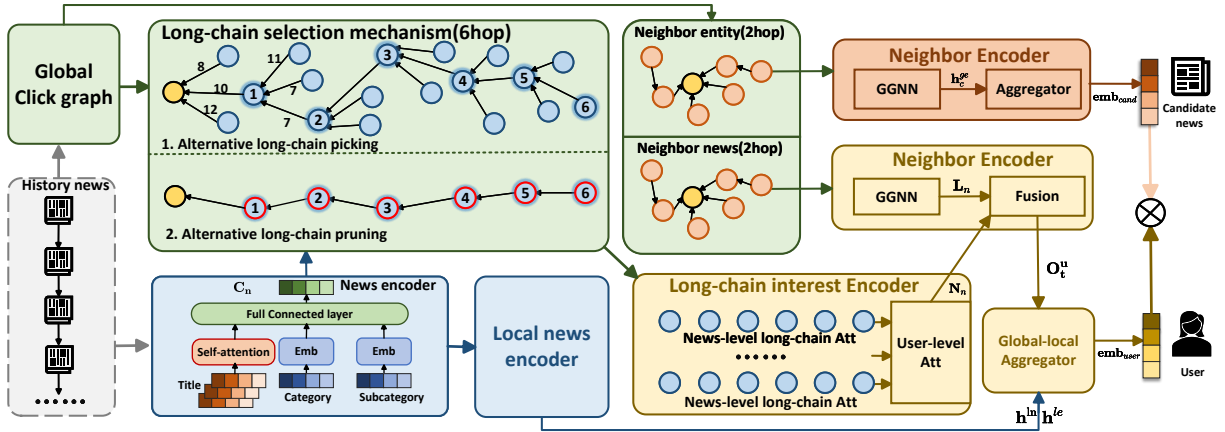 Global
Click graph
History news
......
Long-chain selection mechanism(6hop)
8
11
10
7
12
7
1
2
3
4
5
6
1. Alternative long-chain picking
1
2
3
4
5
6
2. Alternative long-chain pruning
Neighbor entity(2hop)
Neighbor news(2hop)
Neighbor Encoder
GGNN
h_c^{ge}
Aggregator
emb_{cand}
Candidate
news
Neighbor Encoder
GGNN
L_n
Fusion
O_t^u
C_n
News encoder
Full Connected layer
Self-attention
Emb
Emb
Title
Category
Subcategory
Local news
encoder
Long-chain interest Encoder
N_n
News-level long-chain Att
......
News-level long-chain Att
User-level
Att
Global-local
Aggregator
emb_{user}
User
h^{ln} h^{le}